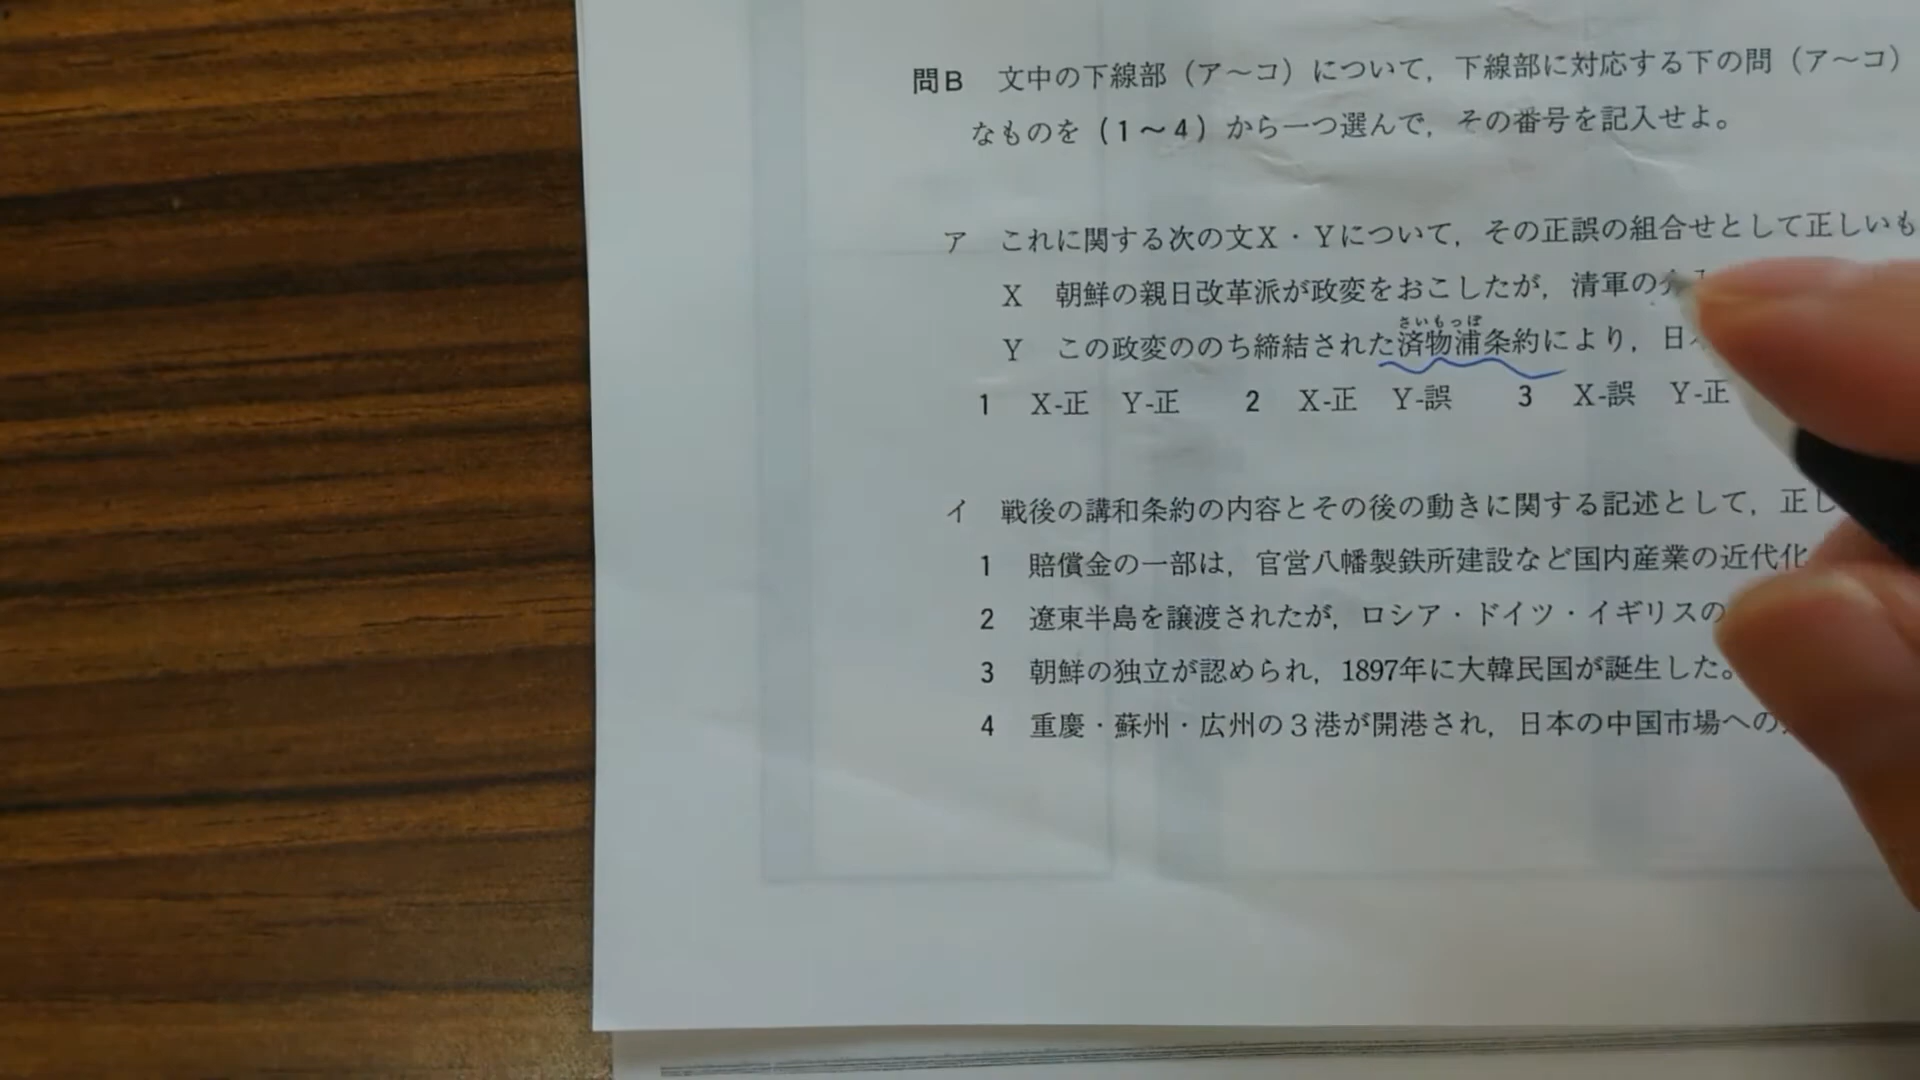 問B 文中の下線部（ア～コ）について，下線部に対応する下の問（ア～コ）
なものを（1～4）から一つ選んで，その番号を記入せよ。
ア これに関する次の文X・Yについて，その正誤の組合せとして正しいも
X 朝鮮の親日改革派が政変をおこしたが，清軍の
さいもっぽ
Y この政変ののち締結された済物浦条約により，日
1 X-正 Y-正 2 X-正 Y-誤 3 X-誤 Y-正
イ 戦後の講和条約の内容とその後の動きに関する記述として，正し
1 賠償金の一部は，官営八幡製鉄所建設など国内産業の近代化
2 遼東半島を譲渡されたが，ロシア・ドイツ・イギリスの
3 朝鮮の独立が認められ，1897年に大韓民国が誕生した。
4 重慶・蘇州・広州の3港が開港され，日本の中国市場への